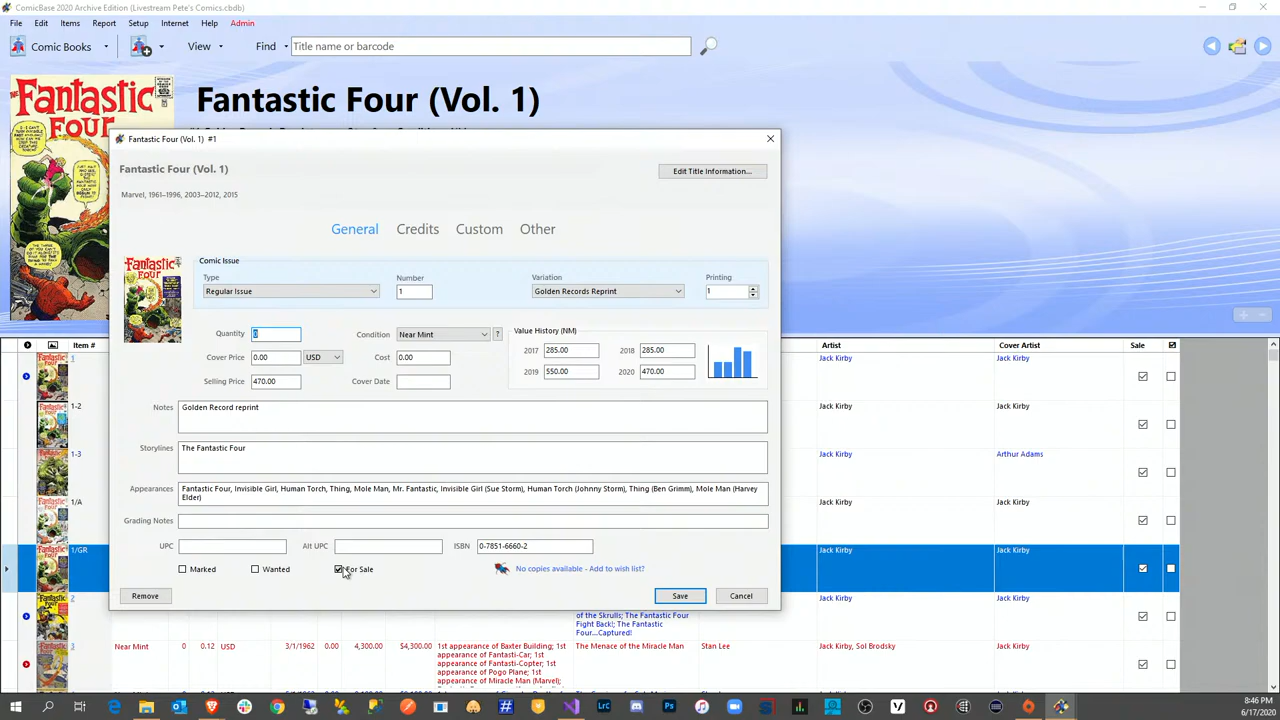 ComicBase 2020 Archive Edition (Livestream Pete's Comics.cbdb)
File Edit Items Report Setup Internet Help Admin
Comic Books View Find Title name or barcode
Fantastic Four (Vol. 1)
Fantastic Four (Vol. 1) #1
Fantastic Four (Vol. 1)
Edit Title Information...
Marvel, 1961–1996, 2003–2012, 2015
General Credits Custom Other
Comic Issue
Type Number Variation Printing
Regular Issue 1 Golden Records Reprint 1
Quantity 0 Condition Near Mint ? Value History (NM)
2017 285.00 2018 285.00
Cover Price 0.00 USD Cost 0.00
2019 550.00 2020 470.00
Selling Price 470.00 Cover Date
Notes Golden Record reprint
Storylines The Fantastic Four
Appearances Fantastic Four, Invisible Girl, Human Torch, Thing, Mole Man, Mr. Fantastic, Invisible Girl (Sue Storm), Human Torch (Johnny Storm), Thing (Ben Grimm), Mole Man (Harvey
Elder)
Grading Notes
UPC Alt UPC ISBN 0-7851-6660-2
Marked Wanted For Sale No copies available - Add to wish list?
Remove Save Cancel
Item # Artist Cover Artist Sale
1 Jack Kirby Jack Kirby
1-2 Jack Kirby Jack Kirby
1-3 Jack Kirby Arthur Adams
1/A Jack Kirby Jack Kirby
1/GR Jack Kirby Jack Kirby
2 Jack Kirby Jack Kirby
of the Skrulls; The Fantastic Four
Fight Back!; The Fantastic
Four...Captured!
3 Near Mint 0 0.12 USD 3/1/1962 0.00 4,300.00 $4,300.00 1st appearance of Baxter Building; 1st The Menace of the Miracle Man Stan Lee Jack Kirby, Sol Brodsky Jack Kirby
appearance of Fantasti-Car; 1st
appearance of Fantasti-Copter; 1st
appearance of Pogo Plane; 1st
appearance of Miracle Man (Marvel);
8:46 PM
6/17/2020